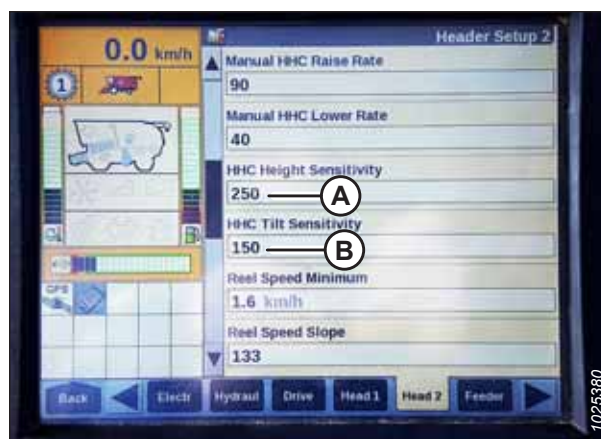 0.0 km/h
Header Setup 2
1
Manual HHC Raise Rate
90
Manual HHC Lower Rate
40
HHC Height Sensitivity
250
A
HHC Tilt Sensitivity
150
B
Reel Speed Minimum
1.6 km/h
GPS
Reel Speed Slope
133
Back
Electr
Hydraul
Drive
Head 1
Head 2
Feeder
1025380